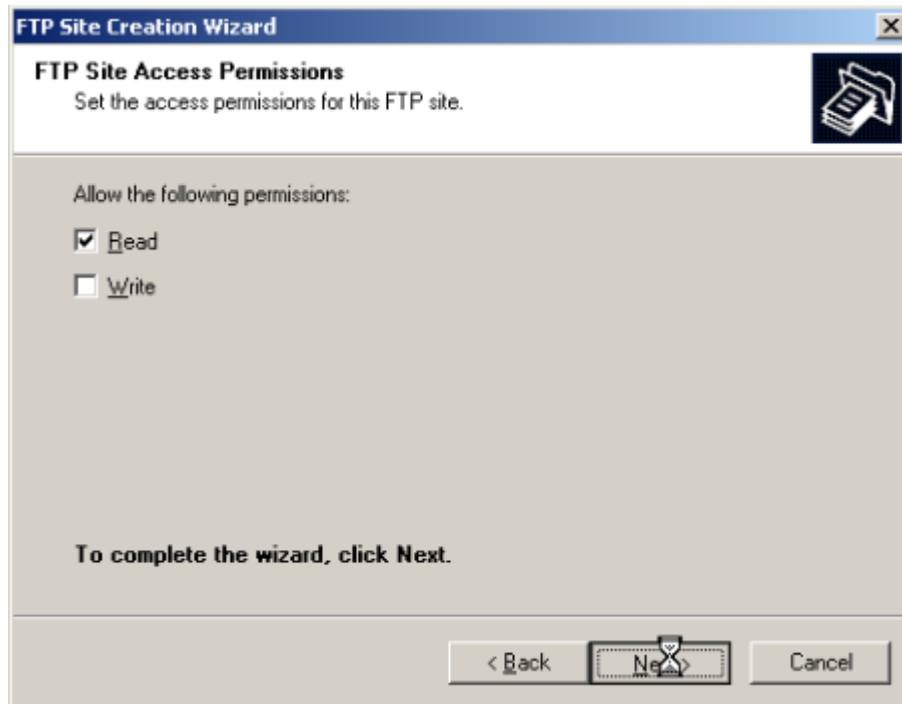 FTP Site Creation Wizard
FTP Site Access Permissions
Set the access permissions for this FTP site.
Allow the following permissions:
Read
Write
To complete the wizard, click Next.
< Back
Cancel